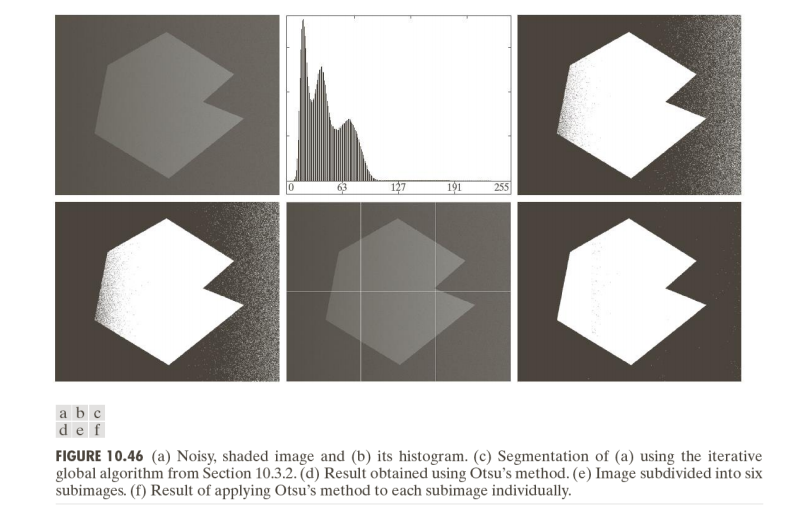 0 63 127 191 255
a b c
d e f
FIGURE 10.46 (a) Noisy, shaded image and (b) its histogram. (c) Segmentation of (a) using the iterative
global algorithm from Section 10.3.2. (d) Result obtained using Otsu's method. (e) Image subdivided into six
subimages. (f) Result of applying Otsu's method to each subimage individually.